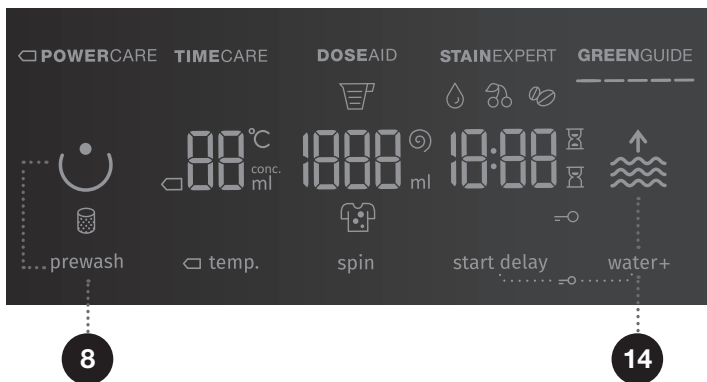 POWERCARE TIMECARE DOSEAID STAINEXPERT GREENGUIDE
88 °C 1888 18:88
conc.
ml ml
prewash temp. spin start delay water+
8 14